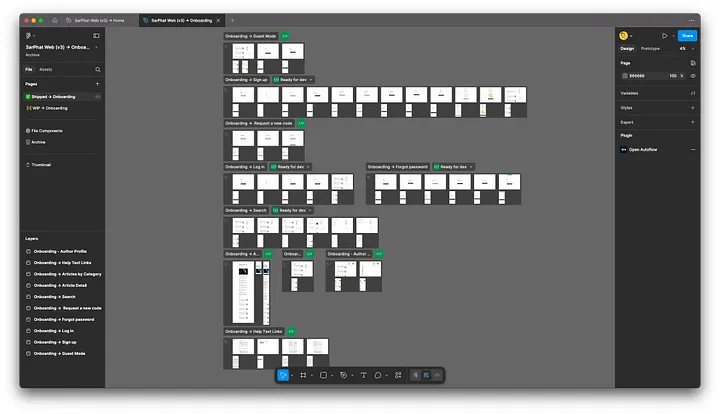 SarPhat Web (v3) → Home
SarPhat Web (v3) → Onboarding
SarPhat Web (v3) → Onboa...
Archive
File
Assets
Pages
✅ Shipped → Onboarding
WIP → Onboarding
File Components
Archive
Thumbnail
Layers
Onboarding - Author Profile
Onboarding → Help Text Links
Onboarding → Articles by Category
Onboarding → Article Detail
Onboarding → Search
Onboarding → Request a new code
Onboarding → Forgot password
Onboarding → Log in
Onboarding → Sign up
Onboarding → Guest Mode
Onboarding → Guest Mode
Onboarding → Sign up
Ready for dev
Onboarding → Request a new code
Onboarding → Log in
Ready for dev
Onboarding → Forgot password
Ready for dev
Onboarding → Search
Ready for dev
Onboarding → A...
Onboar...
Onboarding - Author ...
Onboarding → Help Text Links
Share
Design
Prototype
4%
Page
666666
100
%
Variables
Styles
Export
Plugin
Open Autoflow